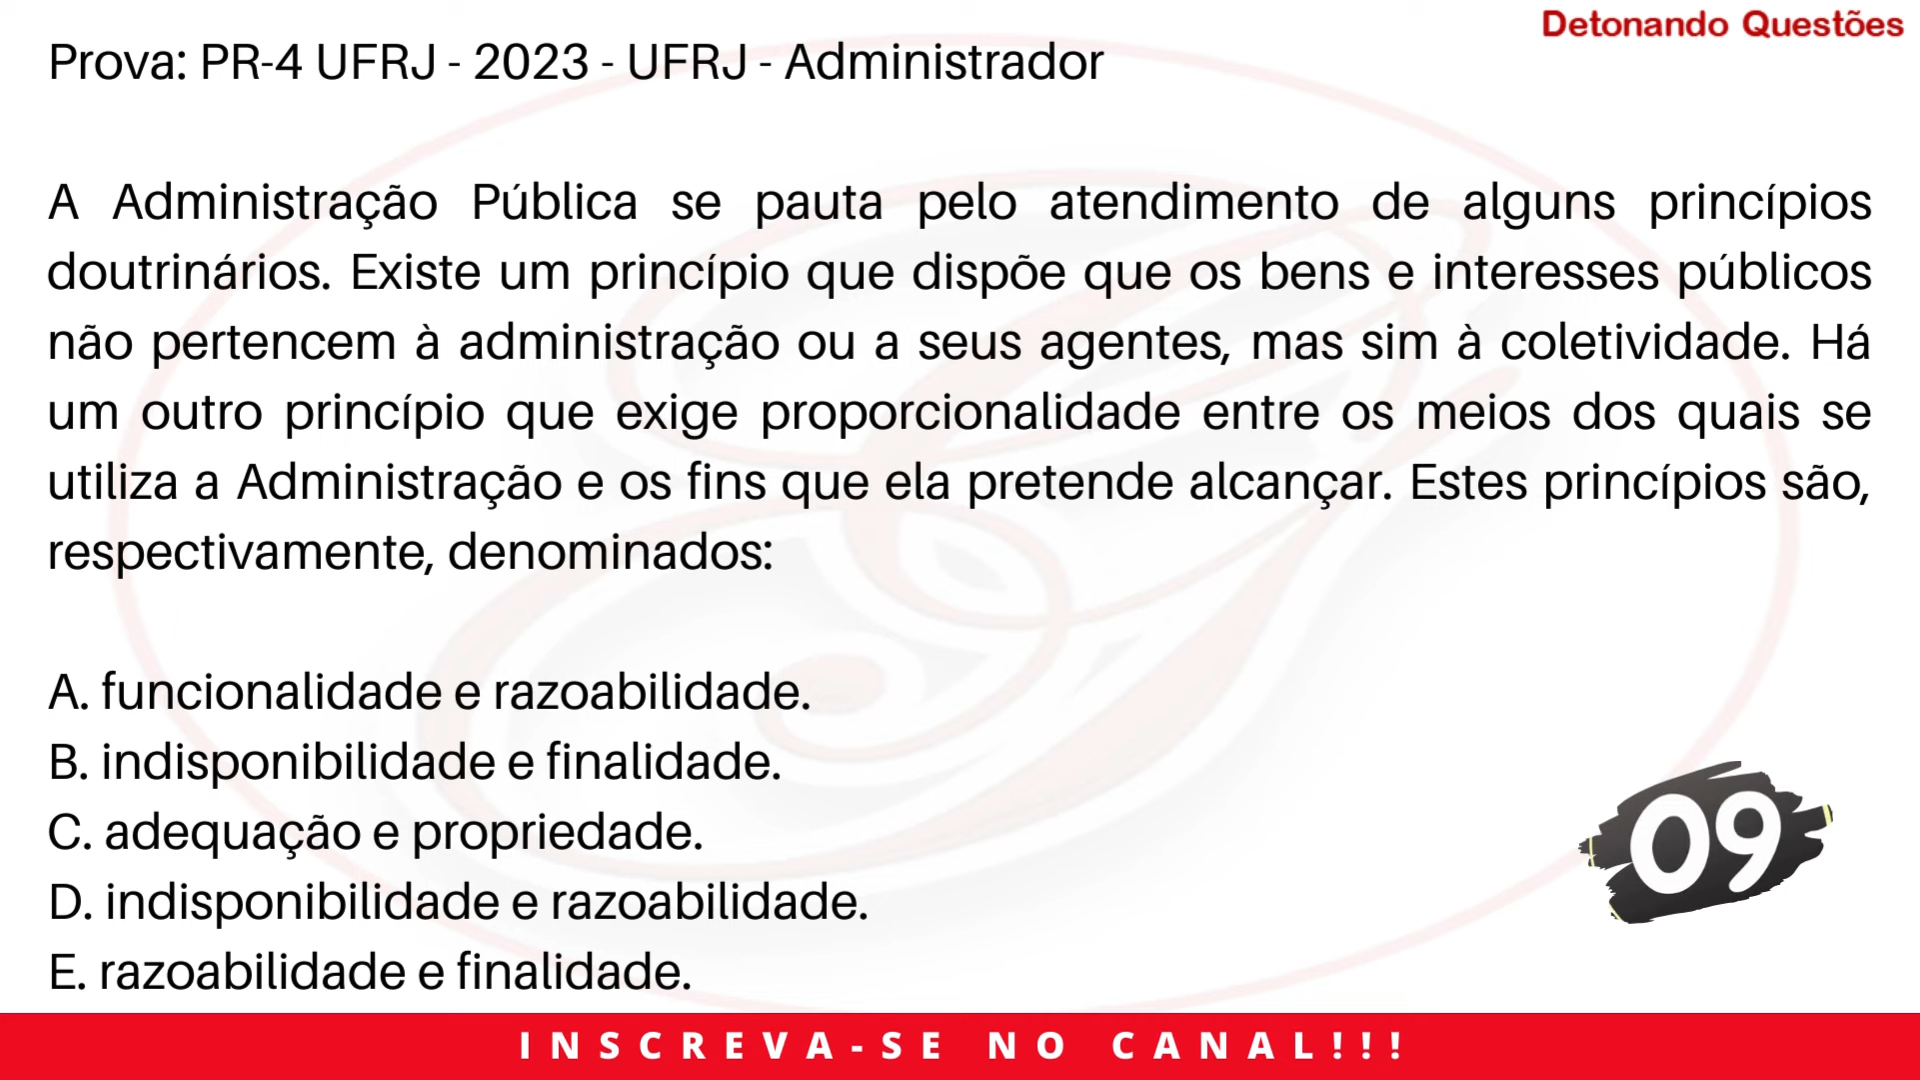 Detonando Questões
Prova: PR-4 UFRJ - 2023 - UFRJ - Administrador
A Administração Pública se pauta pelo atendimento de alguns princípios
doutrinários. Existe um princípio que dispõe que os bens e interesses públicos
não pertencem à administração ou a seus agentes, mas sim à coletividade. Há
um outro princípio que exige proporcionalidade entre os meios dos quais se
utiliza a Administração e os fins que ela pretende alcançar. Estes princípios são,
respectivamente, denominados:
A. funcionalidade e razoabilidade.
B. indisponibilidade e finalidade.
C. adequação e propriedade.
D. indisponibilidade e razoabilidade.
E. razoabilidade e finalidade.
09
INSCREVA-SE NO CANAL!!!